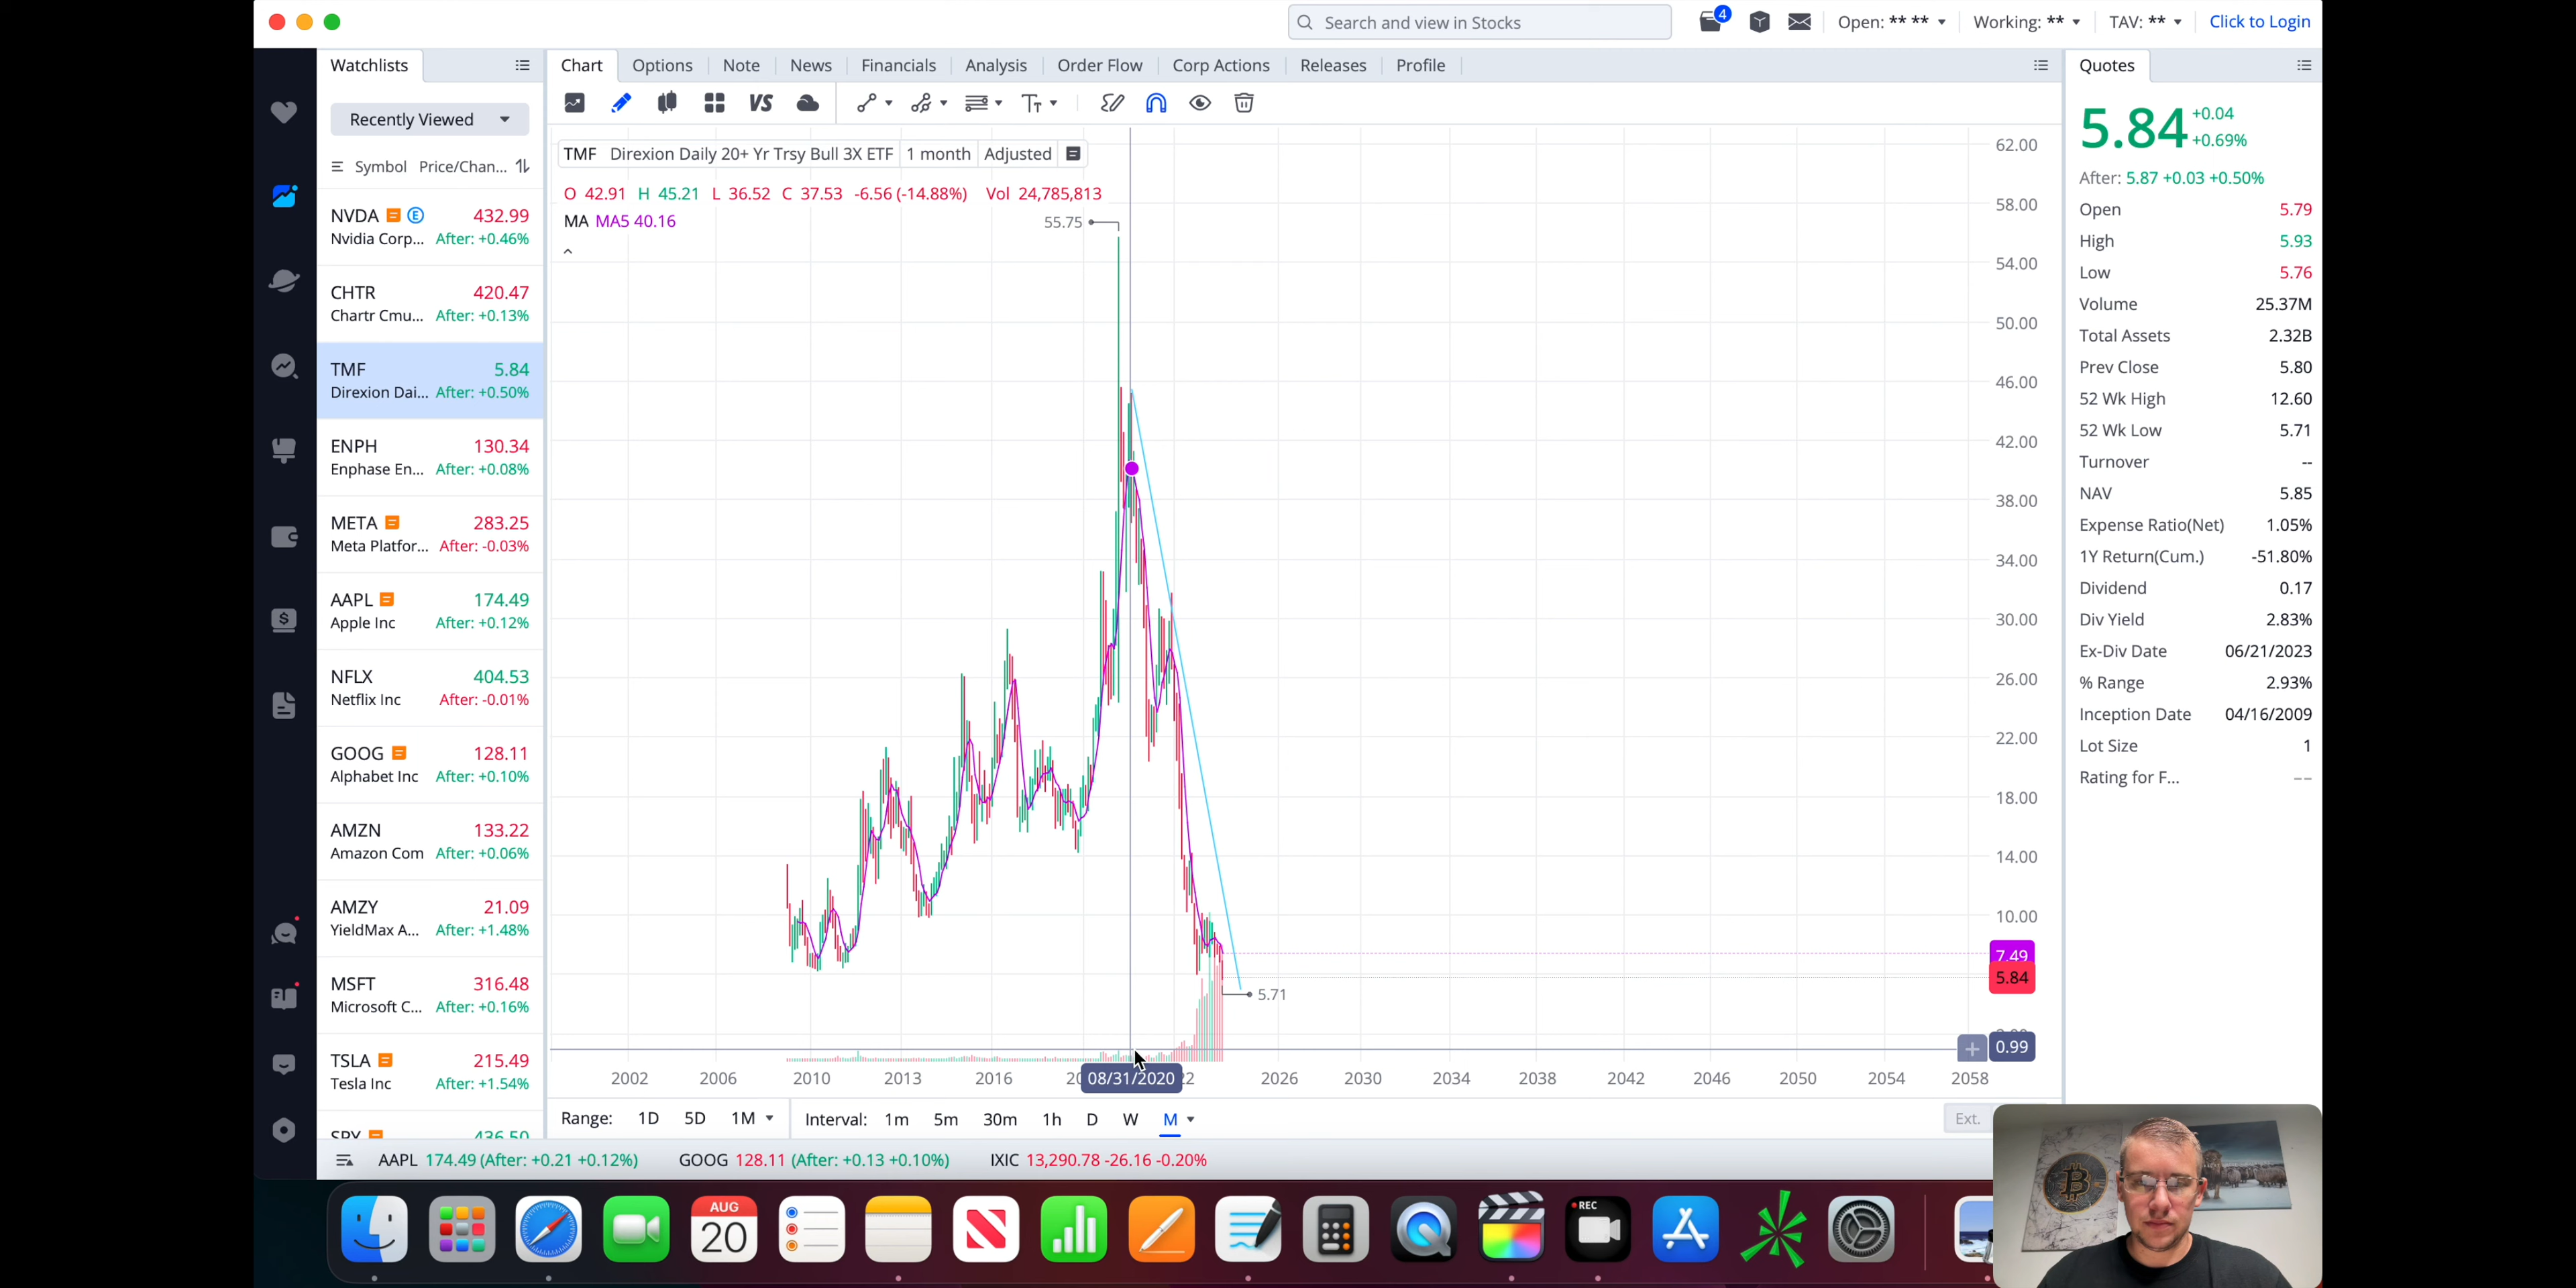 Search and view in Stocks
4
Open: ** **
Working: **
TAV: **
Click to Login
Watchlists
Recently Viewed
Symbol Price/Chan...
NVDA E 432.99
Nvidia Corp... After: +0.46%
CHTR 420.47
Chartr Cmu... After: +0.13%
TMF 5.84
Direxion Dai... After: +0.50%
ENPH 130.34
Enphase En... After: +0.08%
META 283.25
Meta Platfor... After: -0.03%
AAPL 174.49
Apple Inc After: +0.12%
NFLX 404.53
Netflix Inc After: -0.01%
GOOG 128.11
Alphabet Inc After: +0.10%
AMZN 133.22
Amazon Com After: +0.06%
AMZY 21.09
YieldMax A... After: +1.48%
MSFT 316.48
Microsoft C... After: +0.16%
TSLA 215.49
Tesla Inc After: +1.54%
SPY 436.50
Chart Options Note News Financials Analysis Order Flow Corp Actions Releases Profile
VS
TMF Direxion Daily 20+ Yr Trsy Bull 3X ETF 1 month Adjusted
O 42.91 H 45.21 L 36.52 C 37.53 -6.56 (-14.88%) Vol 24,785,813
MA MA5 40.16
55.75
5.71
62.00
58.00
54.00
50.00
46.00
42.00
38.00
34.00
30.00
26.00
22.00
18.00
14.00
10.00
7.49
5.84
0.99
2002 2006 2010 2013 2016 08/31/2020 22 2026 2030 2034 2038 2042 2046 2050 2054 2058
Range: 1D 5D 1M Interval: 1m 5m 30m 1h D W M Ext.
AAPL 174.49 (After: +0.21 +0.12%) GOOG 128.11 (After: +0.13 +0.10%) IXIC 13,290.78 -26.16 -0.20%
Quotes
5.84 +0.04
+0.69%
After: 5.87 +0.03 +0.50%
Open 5.79
High 5.93
Low 5.76
Volume 25.37M
Total Assets 2.32B
Prev Close 5.80
52 Wk High 12.60
52 Wk Low 5.71
Turnover --
NAV 5.85
Expense Ratio(Net) 1.05%
1Y Return(Cum.) -51.80%
Dividend 0.17
Div Yield 2.83%
Ex-Div Date 06/21/2023
% Range 2.93%
Inception Date 04/16/2009
Lot Size 1
Rating for F... --
AUG
20
REC